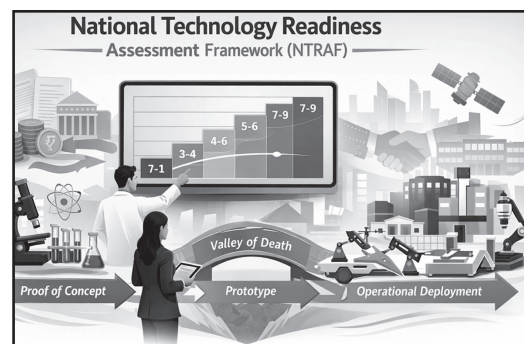 National Technology Readiness
Assessment Framework (NTRAF)
7-1
3-4
4-6
5-6
7-9
7-9
₹
Valley of Death
Proof of Concept
Prototype
Operational Deployment